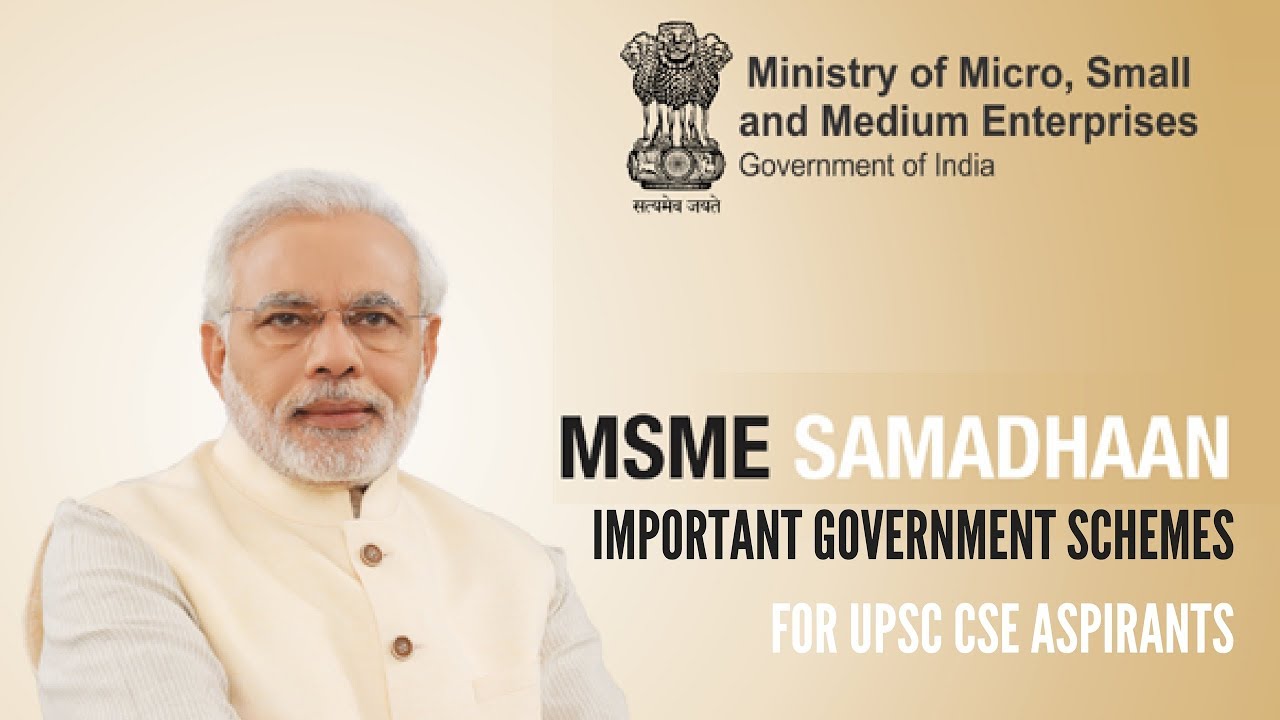 Ministry of Micro, Small
and Medium Enterprises
Government of India
सत्यमेव जयते
MSME SAMADHAAN
IMPORTANT GOVERNMENT SCHEMES
FOR UPSC CSE ASPIRANTS